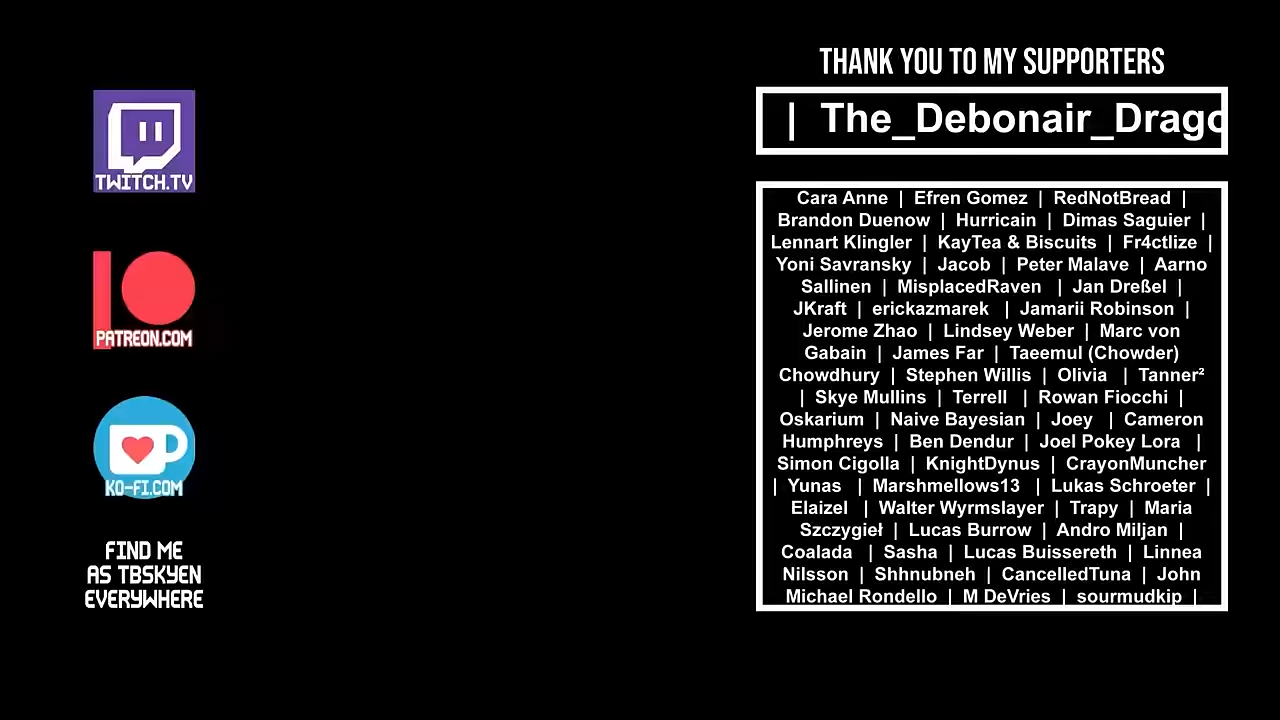 TWITCH.TV
PATREON.COM
KO-FI.COM
FIND ME
AS TBSKYEN
EVERYWHERE
THANK YOU TO MY SUPPORTERS
| The_Debonair_Drago
Cara Anne | Efren Gomez | RedNotBread |
Brandon Duenow | Hurricain | Dimas Saguier |
Lennart Klingler | KayTea & Biscuits | Fr4ctlize |
Yoni Savransky | Jacob | Peter Malave | Aarno
Sallinen | MisplacedRaven | Jan Dreßel |
JKraft | erickazmarek | Jamarii Robinson |
Jerome Zhao | Lindsey Weber | Marc von
Gabain | James Far | Taeemul (Chowder)
Chowdhury | Stephen Willis | Olivia | Tanner²
| Skye Mullins | Terrell | Rowan Fiocchi |
Oskarium | Naive Bayesian | Joey | Cameron
Humphreys | Ben Dendur | Joel Pokey Lora |
Simon Cigolla | KnightDynus | CrayonMuncher
| Yunas | Marshmellows13 | Lukas Schroeter |
Elaizel | Walter Wyrmslayer | Trapy | Maria
Szczygieł | Lucas Burrow | Andro Miljan |
Coalada | Sasha | Lucas Buissereth | Linnea
Nilsson | Shhnubneh | CancelledTuna | John
Michael Rondello | M DeVries | sourmudkip |